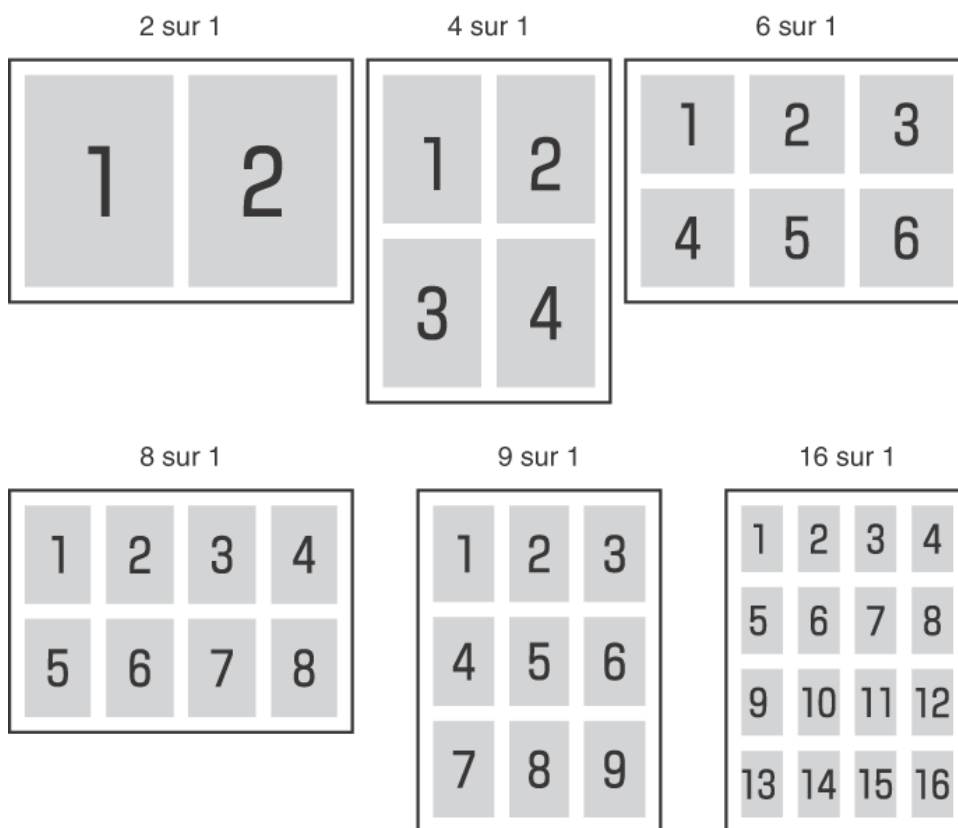 2 sur 1
4 sur 1
6 sur 1
1 2
1 2
3 4
1 2 3
4 5 6
8 sur 1
9 sur 1
16 sur 1
1 2 3 4
5 6 7 8
1 2 3
4 5 6
7 8 9
1 2 3 4
5 6 7 8
9 10 11 12
13 14 15 16